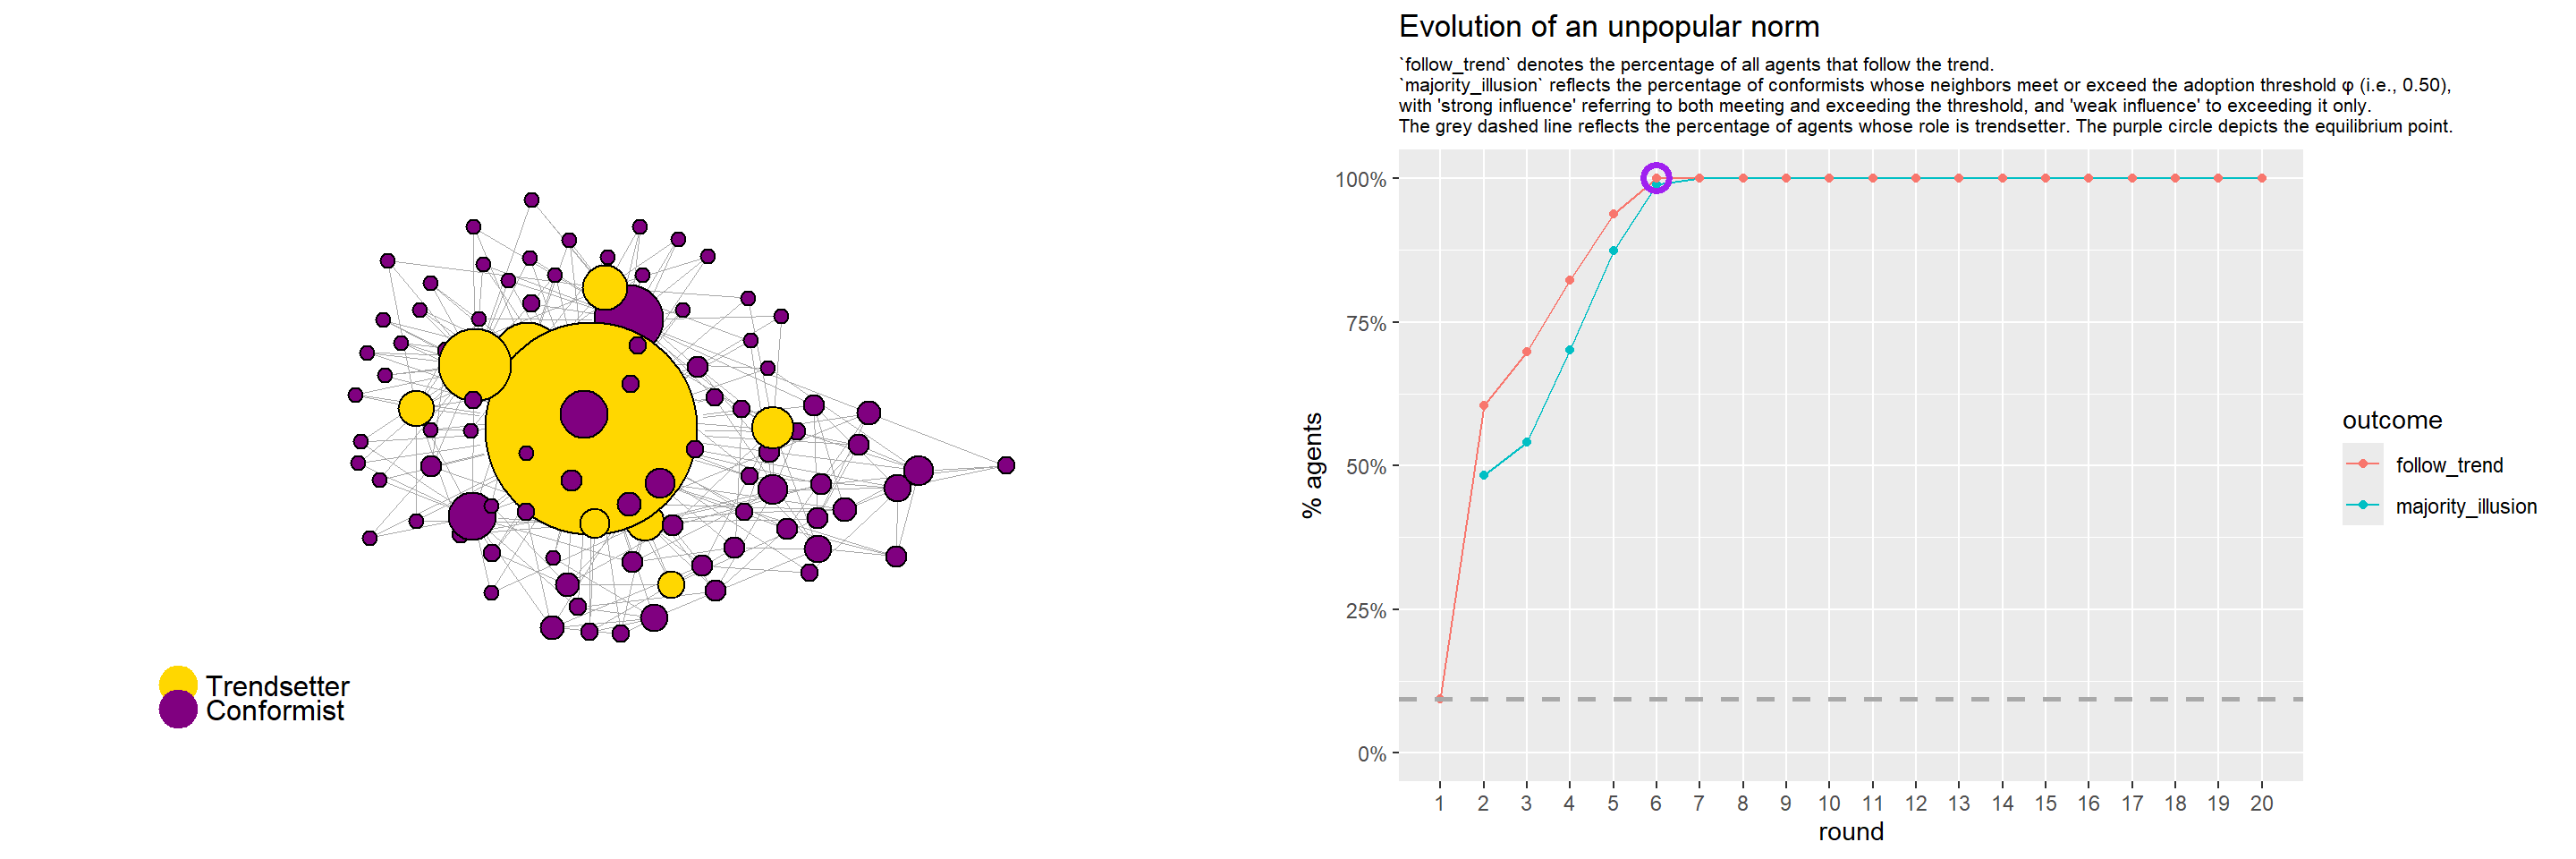 Trendsetter
Conformist
Evolution of an unpopular norm
`follow_trend` denotes the percentage of all agents that follow the trend.
`majority_illusion` reflects the percentage of conformists whose neighbors meet or exceed the adoption threshold φ (i.e., 0.50),
with 'strong influence' referring to both meeting and exceeding the threshold, and 'weak influence' to exceeding it only.
The grey dashed line reflects the percentage of agents whose role is trendsetter. The purple circle depicts the equilibrium point.
% agents
100%
75%
50%
25%
0%
1 2 3 4 5 6 7 8 9 10 11 12 13 14 15 16 17 18 19 20
round
outcome
follow_trend
majority_illusion